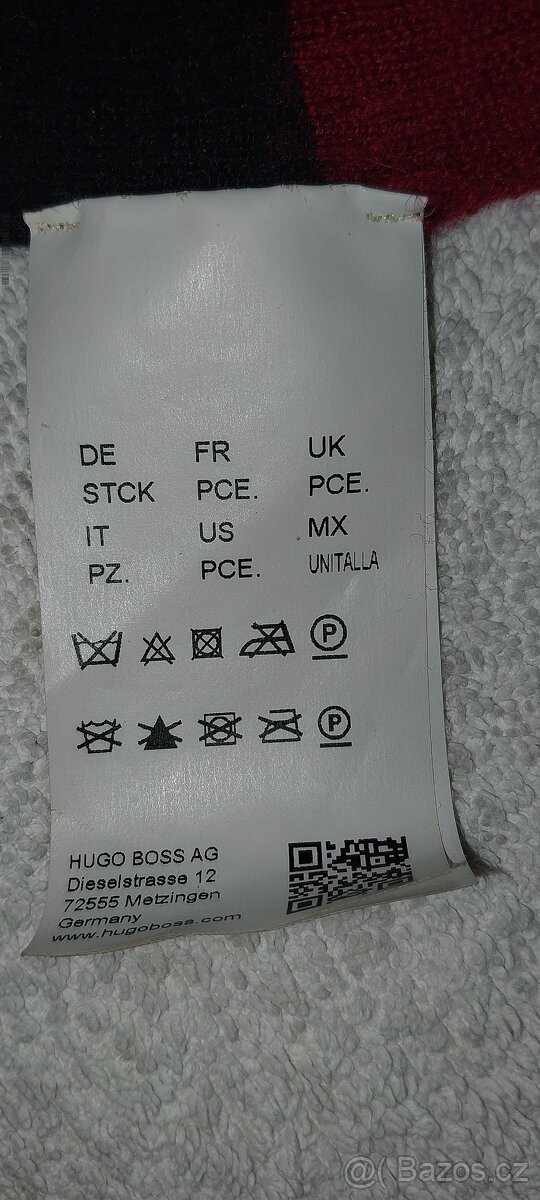 DE FR UK
STCK PCE. PCE.
IT US MX
PZ. PCE. UNITALLA
P
P
HUGO BOSS AG
Dieselstrasse 12
72555 Metzingen
Germany
www.hugoboss.com
@( Bazos.cz